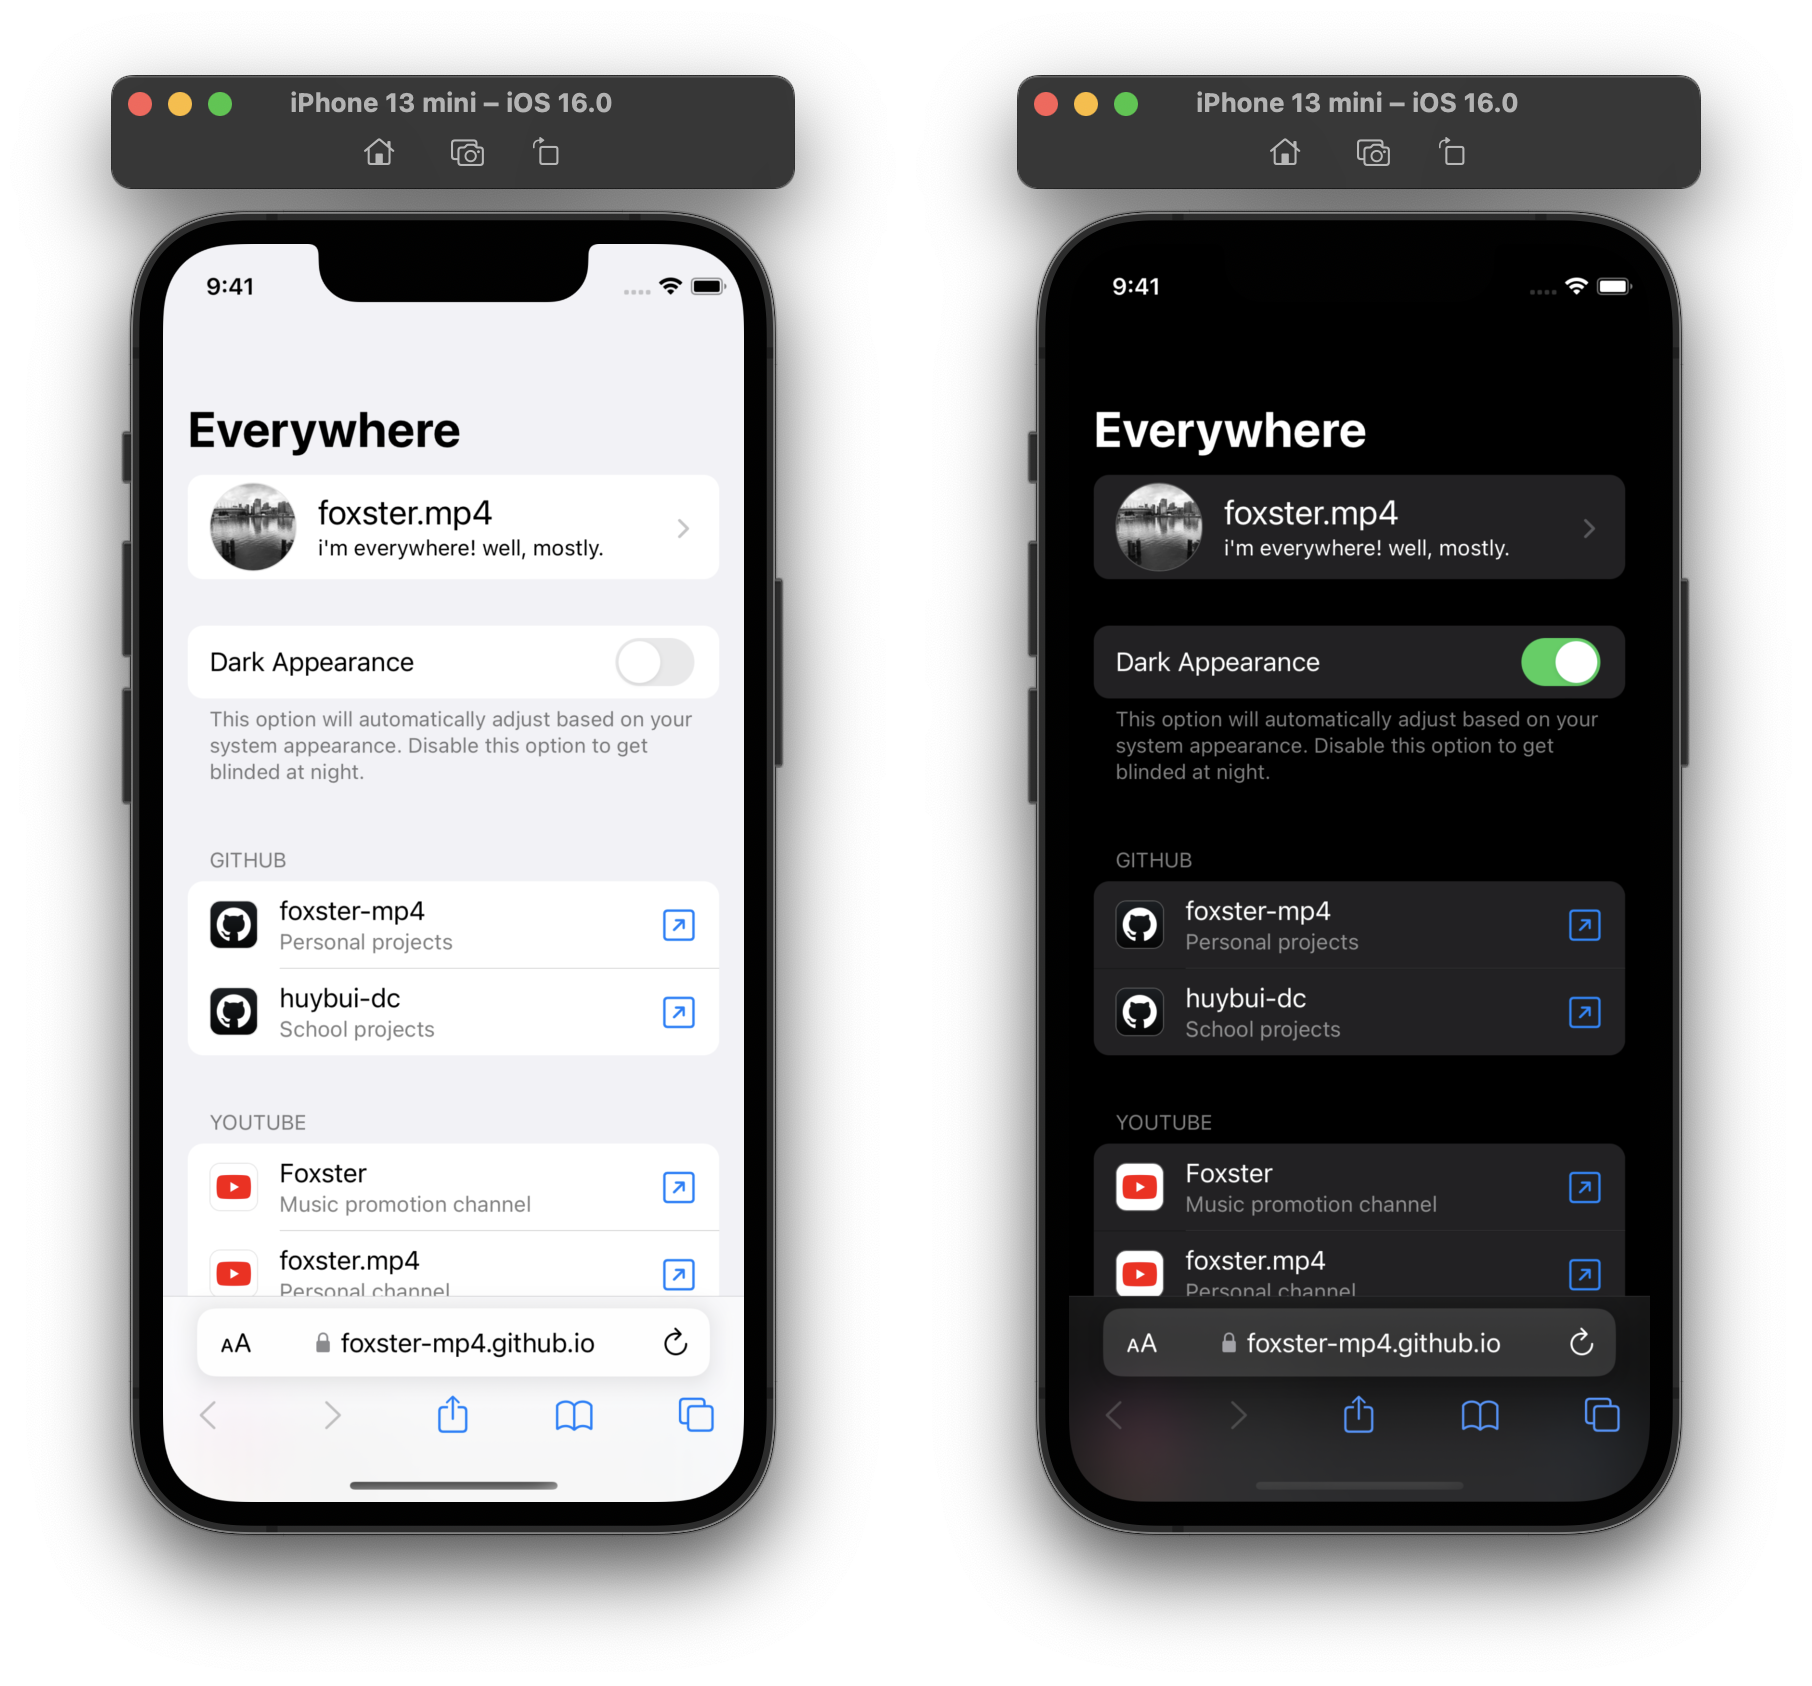 iPhone 13 mini – iOS 16.0
9:41
Everywhere
foxster.mp4
i'm everywhere! well, mostly.
Dark Appearance
This option will automatically adjust based on your
system appearance. Disable this option to get
blinded at night.
GITHUB
foxster-mp4
Personal projects
huybui-dc
School projects
YOUTUBE
Foxster
Music promotion channel
foxster.mp4
Personal channel
AA foxster-mp4.github.io
iPhone 13 mini – iOS 16.0
9:41
Everywhere
foxster.mp4
i'm everywhere! well, mostly.
Dark Appearance
This option will automatically adjust based on your
system appearance. Disable this option to get
blinded at night.
GITHUB
foxster-mp4
Personal projects
huybui-dc
School projects
YOUTUBE
Foxster
Music promotion channel
foxster.mp4
Personal channel
AA foxster-mp4.github.io